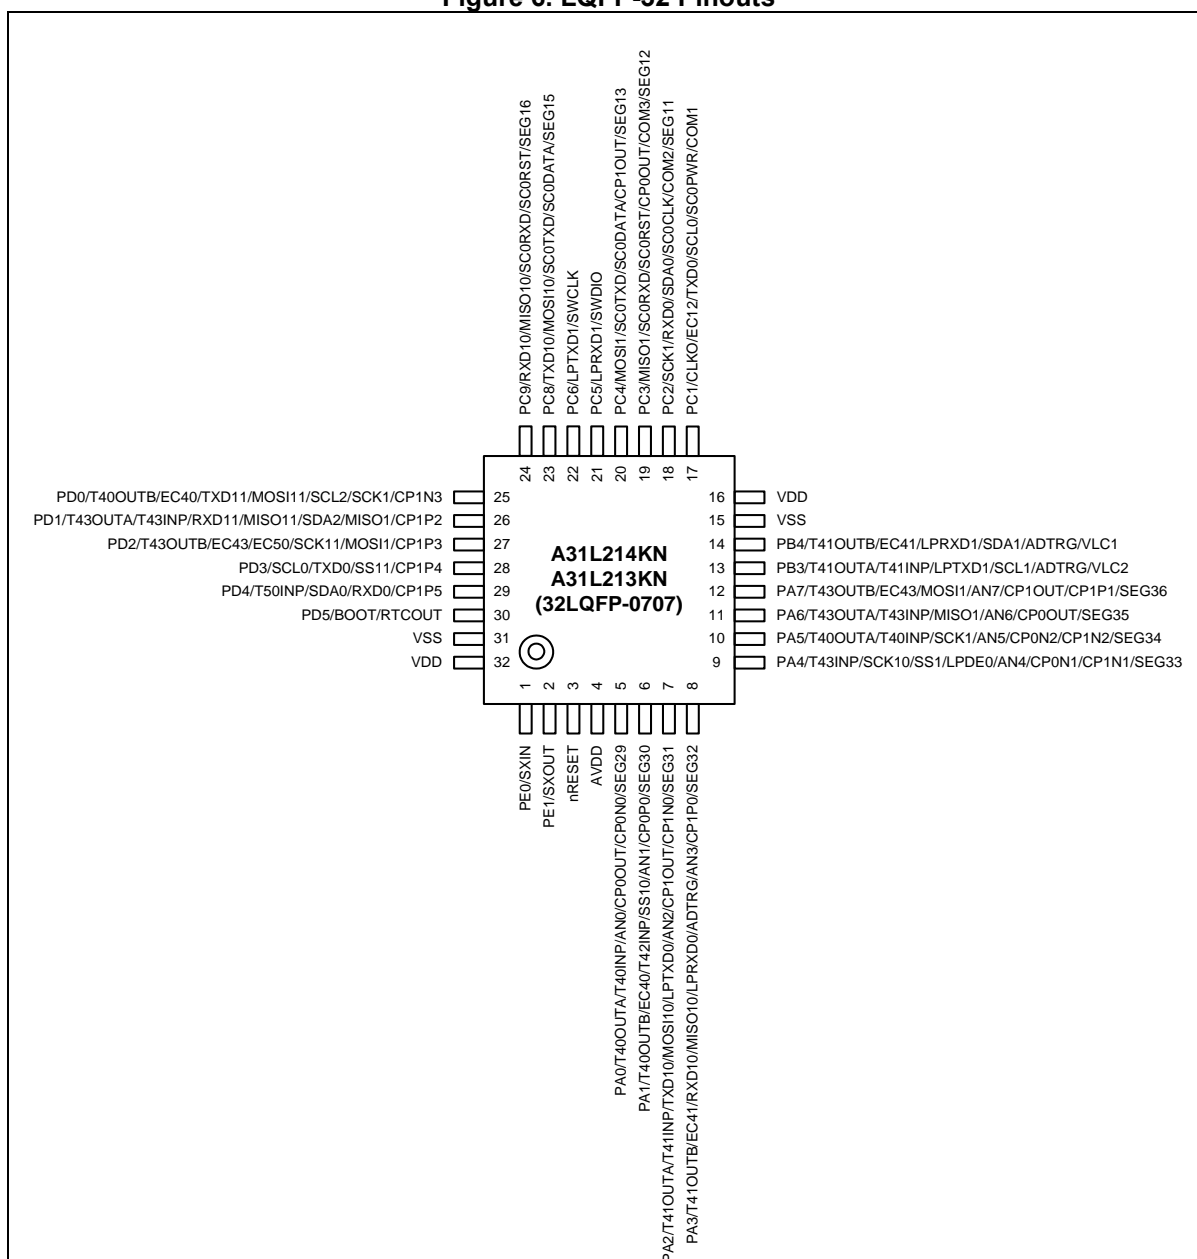 Figure 6. LQFP-32 Pinouts
PC9/RXD10/MISO10/SC0RXD/SC0RST/SEG16
PC8/TXD10/MOSI10/SC0TXD/SC0DATA/SEG15
PC6/LPTXD1/SWCLK
PC5/LPRXD1/SWDIO
PC4/MOSI1/SC0TXD/SC0DATA/CP1OUT/SEG13
PC3/MISO1/SC0RXD/SC0RST/CP0OUT/COM3/SEG12
PC2/SCK1/RXD0/SDA0/SC0CLK/COM2/SEG11
PC1/CLKO/EC12/TXD0/SCL0/SC0PWR/COM1
24 23 22 21 20 19 18 17
PD0/T40OUTB/EC40/TXD11/MOSI11/SCL2/SCK1/CP1N3 25
PD1/T43OUTA/T43INP/RXD11/MISO11/SDA2/MISO1/CP1P2 26
PD2/T43OUTB/EC43/EC50/SCK11/MOSI1/CP1P3 27
PD3/SCL0/TXD0/SS11/CP1P4 28
PD4/T50INP/SDA0/RXD0/CP1P5 29
PD5/BOOT/RTCOUT 30
VSS 31
VDD 32
A31L214KN
A31L213KN
(32LQFP-0707)
16 VDD
15 VSS
14 PB4/T41OUTB/EC41/LPRXD1/SDA1/ADTRG/VLC1
13 PB3/T41OUTA/T41INP/LPTXD1/SCL1/ADTRG/VLC2
12 PA7/T43OUTB/EC43/MOSI1/AN7/CP1OUT/CP1P1/SEG36
11 PA6/T43OUTA/T43INP/MISO1/AN6/CP0OUT/SEG35
10 PA5/T40OUTA/T40INP/SCK1/AN5/CP0N2/CP1N2/SEG34
9 PA4/T43INP/SCK10/SS1/LPDE0/AN4/CP0N1/CP1N1/SEG33
1 2 3 4 5 6 7 8
PE0/SXIN
PE1/SXOUT
nRESET
AVDD
PA0/T40OUTA/T40INP/AN0/CP0OUT/CP0N0/SEG29
PA1/T40OUTB/EC40/T42INP/SS10/AN1/CP0P0/SEG30
PA2/T41OUTA/T41INP/TXD10/MOSI10/LPTXD0/AN2/CP1OUT/CP1N0/SEG31
PA3/T41OUTB/EC41/RXD10/MISO10/LPRXD0/ADTRG/AN3/CP1P0/SEG32